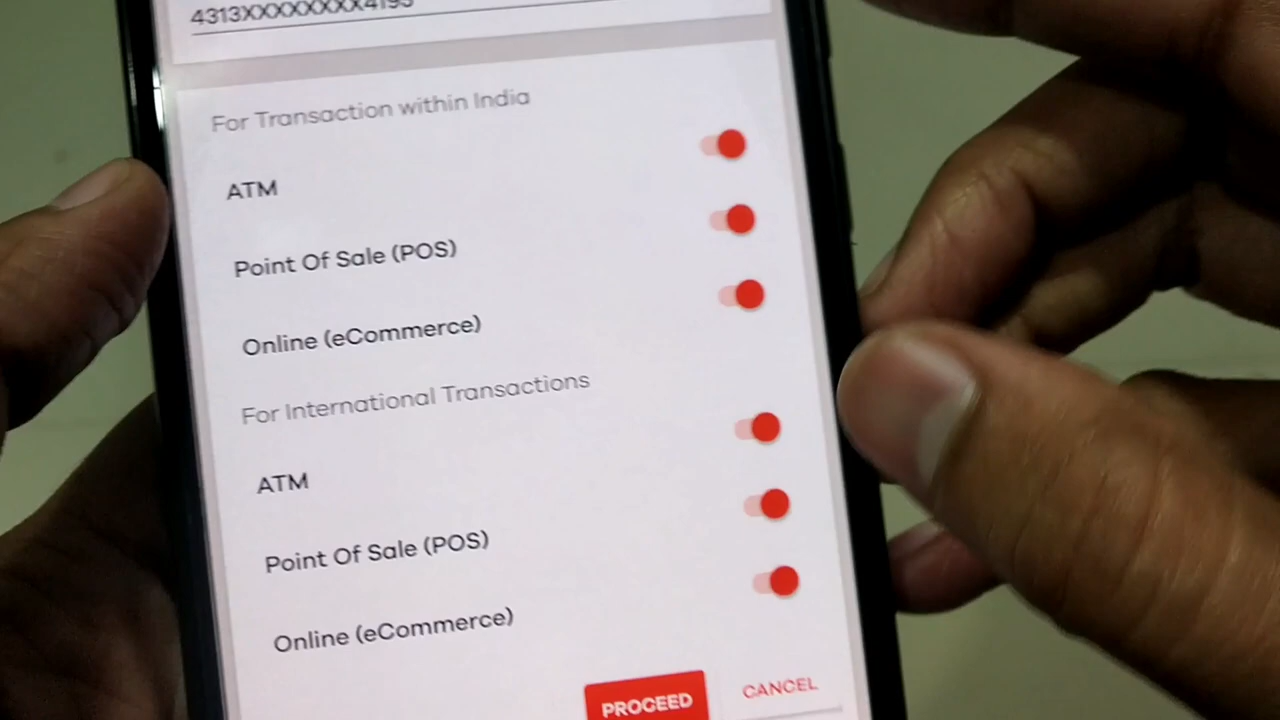 4313XXXXXXXX4195
For Transaction within India
ATM
Point Of Sale (POS)
Online (eCommerce)
For International Transactions
ATM
Point Of Sale (POS)
Online (eCommerce)
PROCEED
CANCEL